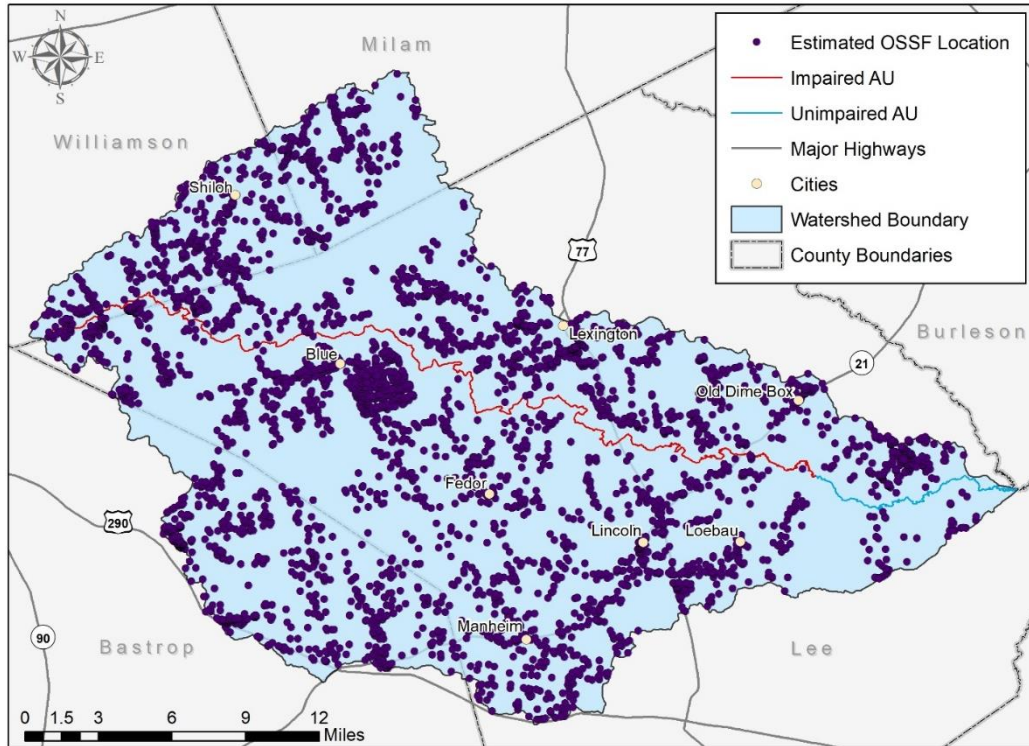 N
W
E
S
Milam
Williamson
Shiloh
77
Lexington
Burleson
Blue
21
Old Dime Box
Fedor
Lincoln
Loebau
290
Manheim
90
Bastrop
Lee
0 1.5 3 6 9 12
Miles
Estimated OSSF Location
Impaired AU
Unimpaired AU
Major Highways
Cities
Watershed Boundary
County Boundaries